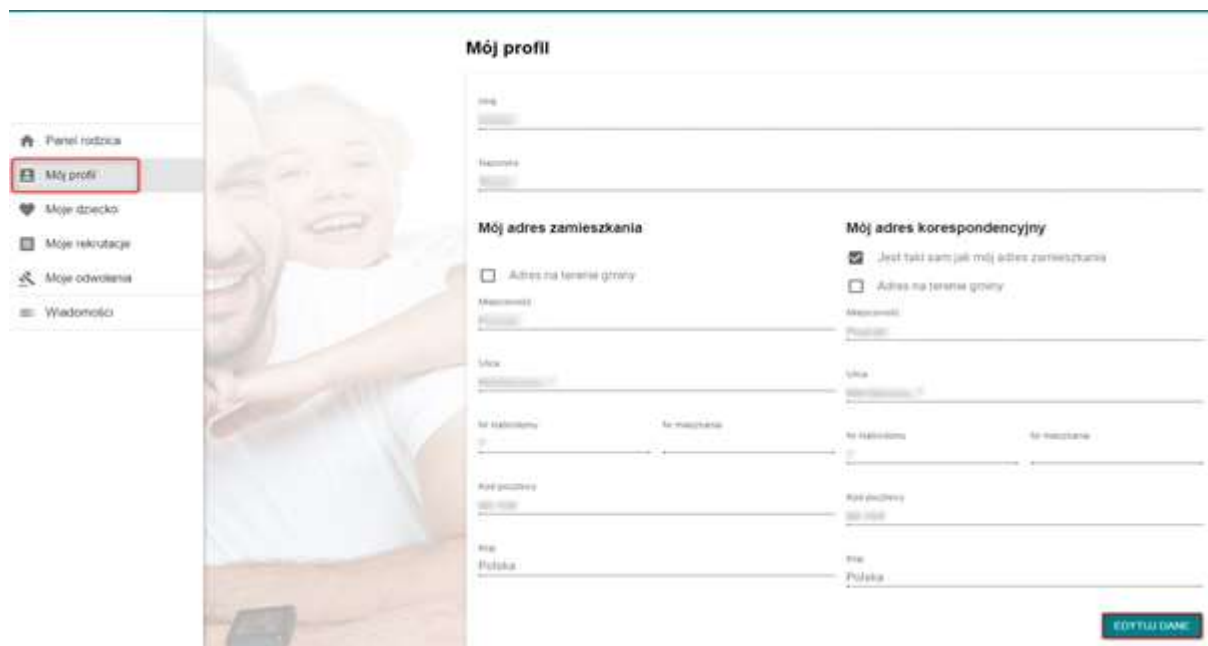 Mój profil
Imię
Nazwisko
Panel rodzica
Mój profil
Moje dziecko
Moje rekrutacje
Moje odwołania
Wiadomości
Mój adres zamieszkania
Adres na terenie gminy
Miejscowość
Ulica
Nr budynku
Nr mieszkania
Kod pocztowy
Kraj
Polska
Mój adres korespondencyjny
Jest taki sam jak mój adres zamieszkania
Adres na terenie gminy
Miejscowość
Ulica
Nr mieszkania
Kod pocztowy
Kraj
Polska
EDYTUJ DANE